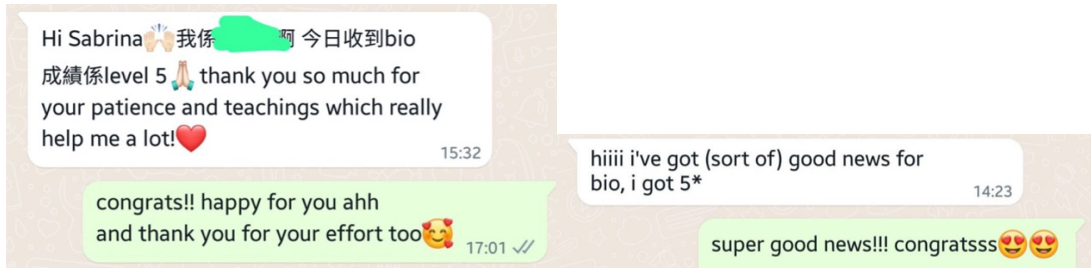 Hi Sabrina🙌🏻我係 啊 今日收到bio
成績係level 5🙏🏻 thank you so much for
your patience and teachings which really
help me a lot!❤️
15:32
congrats!! happy for you ahh
and thank you for your effort too🥰
17:01
hiiii i've got (sort of) good news for
bio, i got 5*
14:23
super good news!!! congratsss😍😍